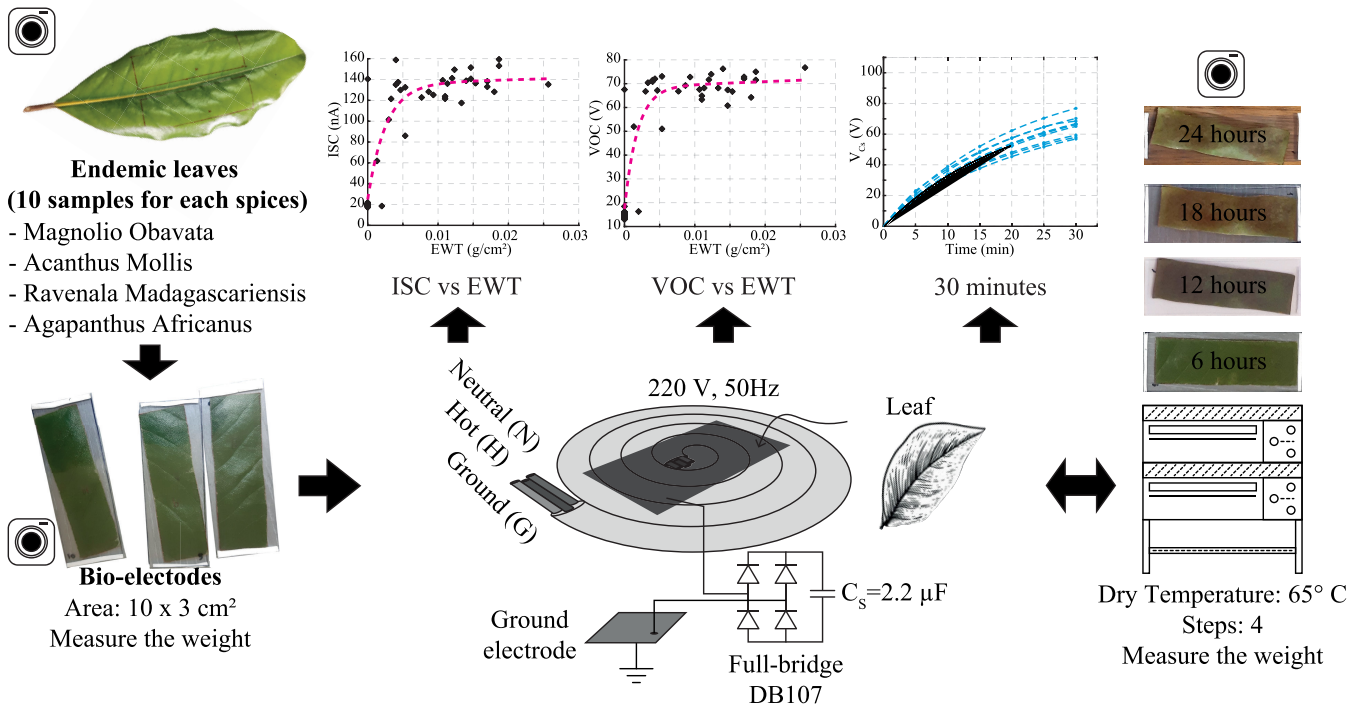 Endemic leaves
(10 samples for each spices)
- Magnolio Obavata
- Acanthus Mollis
- Ravenala Madagascariensis
- Agapanthus Africanus
Bio-electodes
Area: 10 x 3 cm²
Measure the weight
160
140
120
100
80
60
40
20
0
ISC (nA)
0
0.01
0.02
0.03
EWT (g/cm²)
ISC vs EWT
80
70
60
50
40
30
20
10
VOC (V)
0
0.01
0.02
0.03
EWT (g/cm²)
VOC vs EWT
100
80
60
40
20
0
V_Cs (V)
0
5
10
15
20
25
30
Time (min)
30 minutes
Neutral (N)
Hot (H)
Ground (G)
220 V, 50Hz
Leaf
Ground
electrode
C_S=2.2 µF
Full-bridge
DB107
24 hours
18 hours
12 hours
6 hours
Dry Temperature: 65° C
Steps: 4
Measure the weight